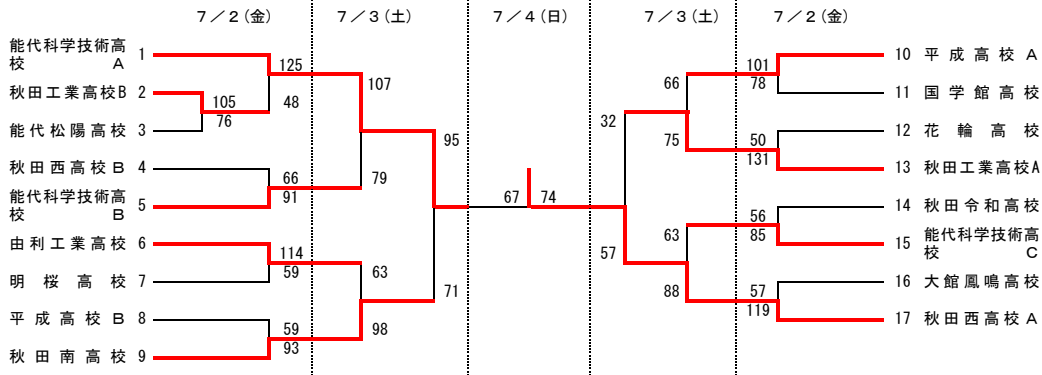 ７／２（金）
７／３（土）
７／４（日）
７／３（土）
７／２（金）
能代科学技術高
校 Ａ 1
秋田工業高校B 2
能代松陽高校 3
秋田西高校Ｂ 4
能代科学技術高
校 Ｂ 5
由利工業高校 6
明桜高校 7
平成高校Ｂ 8
秋田南高校 9
105
76
125
48
66
91
114
59
59
93
107
79
63
98
95
71
67 74
32
57
66
75
63
88
101
78
50
131
56
85
57
119
10 平成高校Ａ
11 国学館高校
12 花輪高校
13 秋田工業高校A
14 秋田令和高校
15 能代科学技術高
校 Ｃ
16 大館鳳鳴高校
17 秋田西高校Ａ